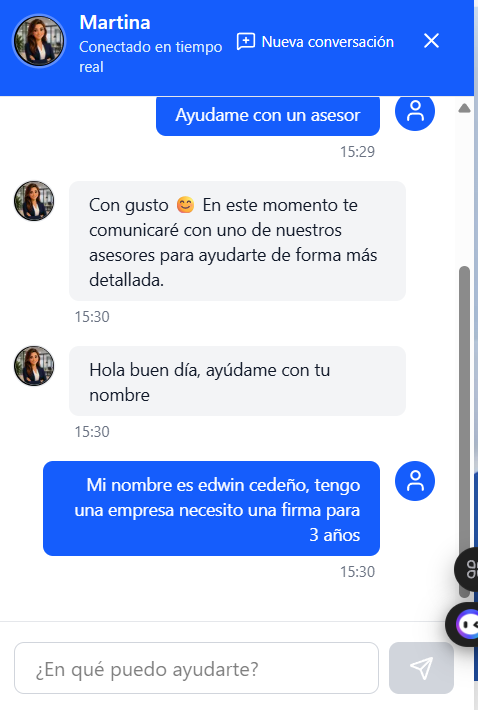 Martina
Conectado en tiempo
real
Nueva conversación
Ayudame con un asesor
15:29
Con gusto 😊 En este momento te
comunicaré con uno de nuestros
asesores para ayudarte de forma más
detallada.
15:30
Hola buen día, ayúdame con tu
nombre
15:30
Mi nombre es edwin cedeño, tengo
una empresa necesito una firma para
3 años
15:30
¿En qué puedo ayudarte?